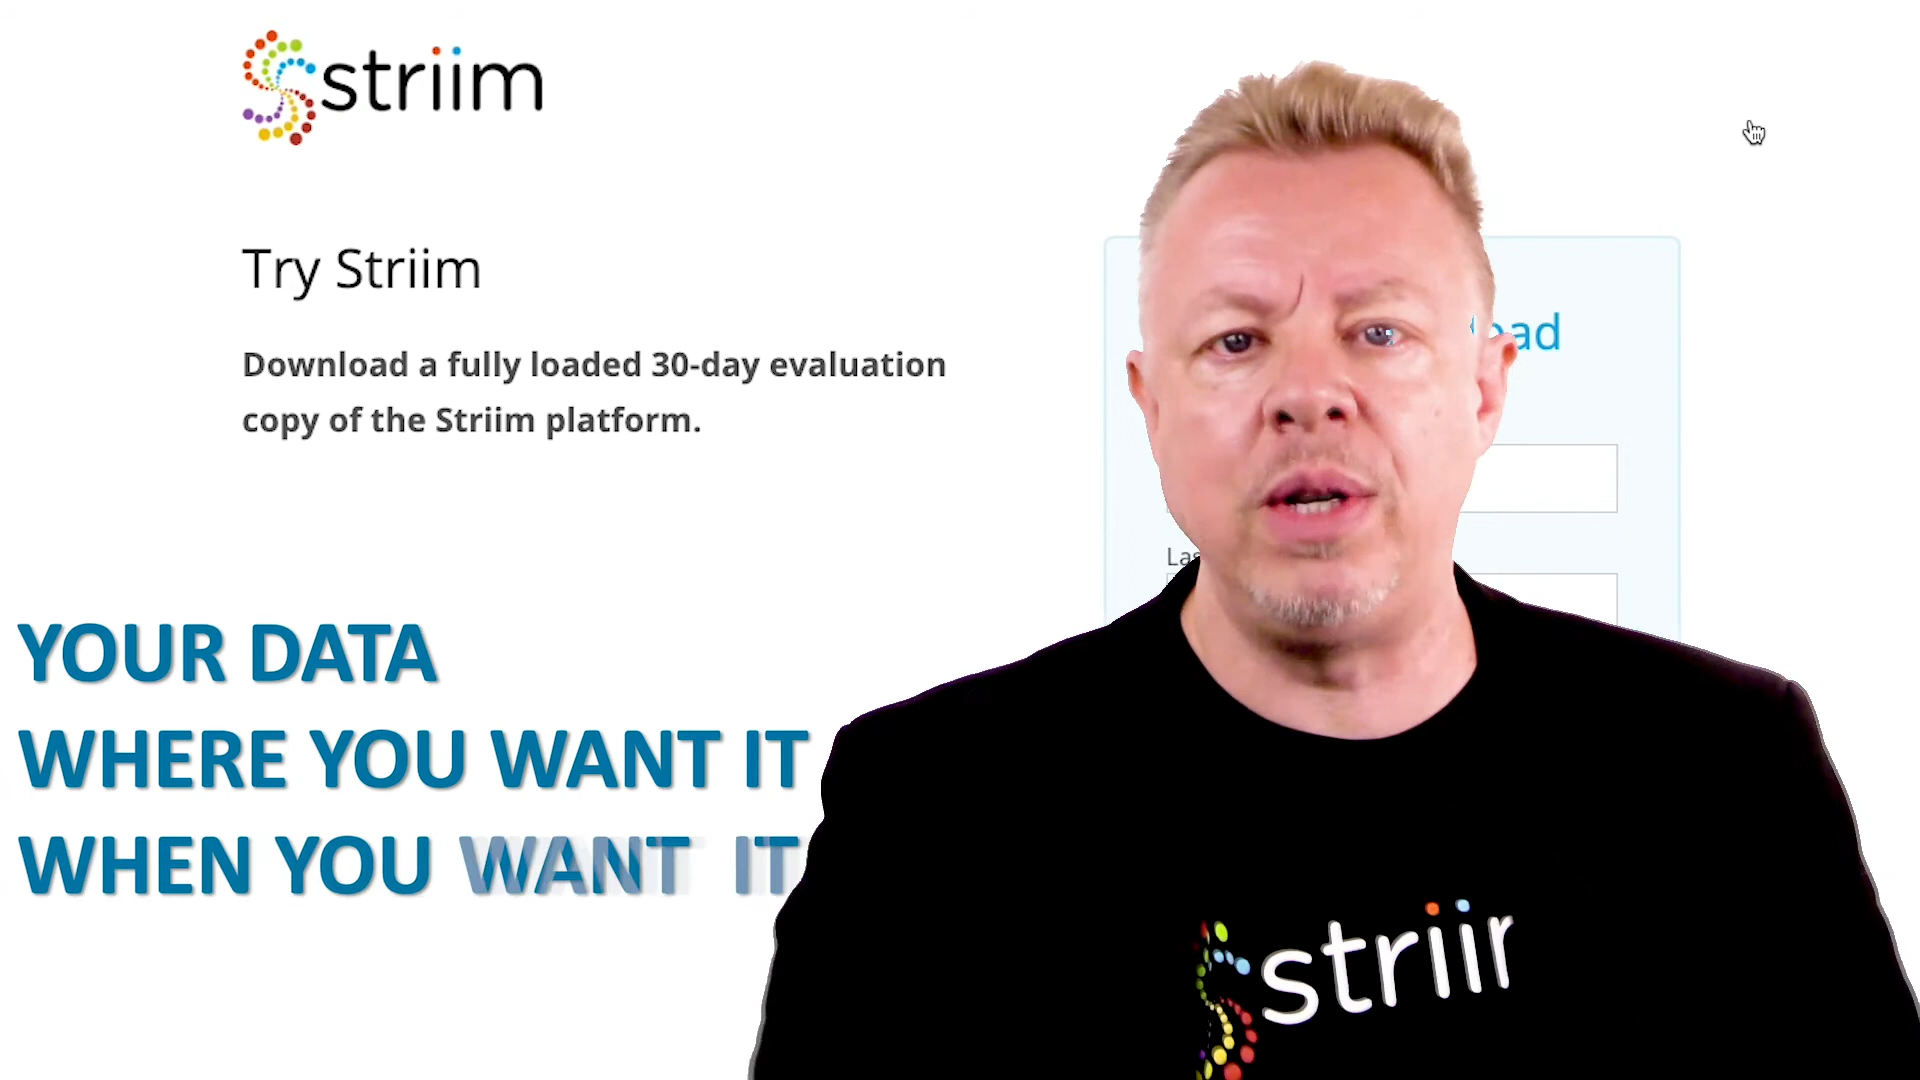 striim
Try Striim
Download a fully loaded 30-day evaluation
copy of the Striim platform.
YOUR DATA
WHERE YOU WANT IT
WHEN YOU WANT IT
striir